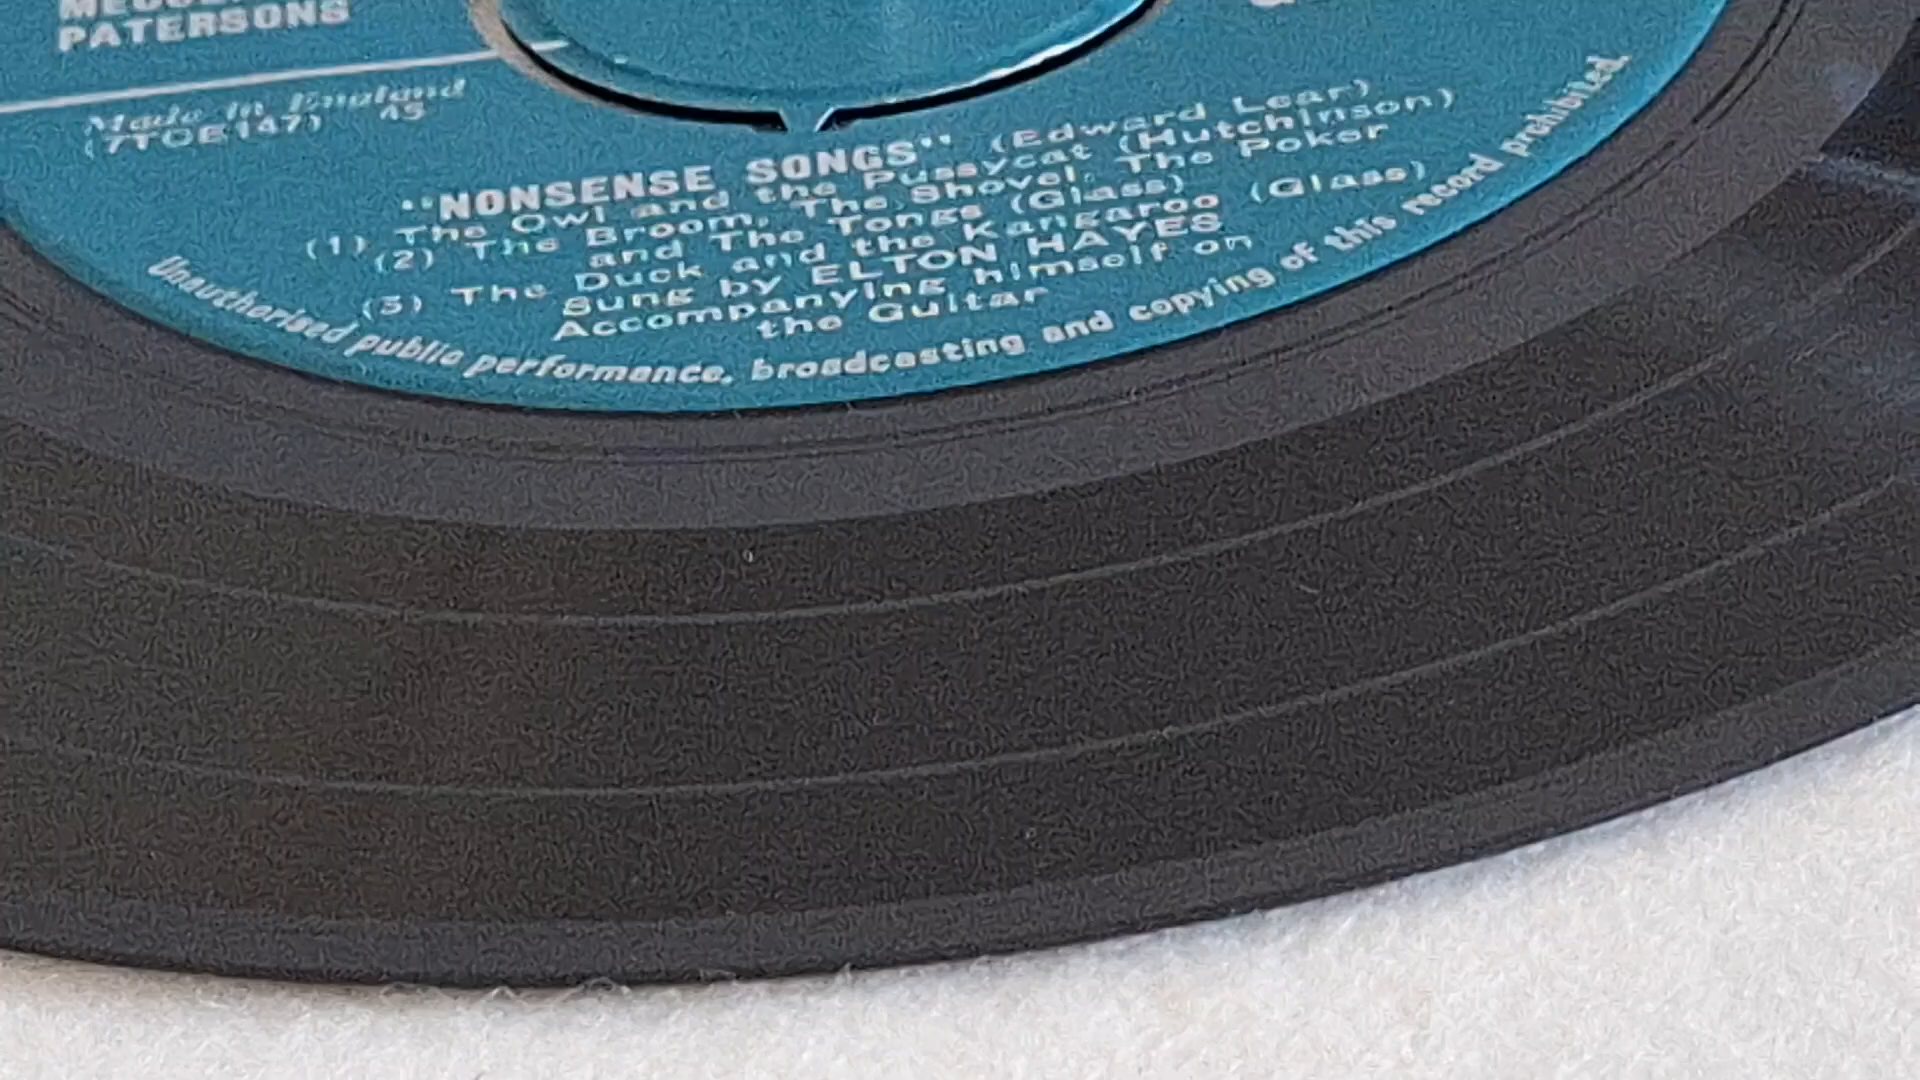 PATERSONS
Made in England
(7TOE147) 45
"NONSENSE SONGS" (Edward Lear)
(1) The Owl and the Pussycat (Hutchinson)
(2) The Broom, The Shovel, The Poker
and The Tongs (Glass)
(3) The Duck and the Kangaroo (Glass)
Sung by ELTON HAYES
Accompanying himself on
the Guitar
Unauthorised public performance, broadcasting and copying of this record prohibited.